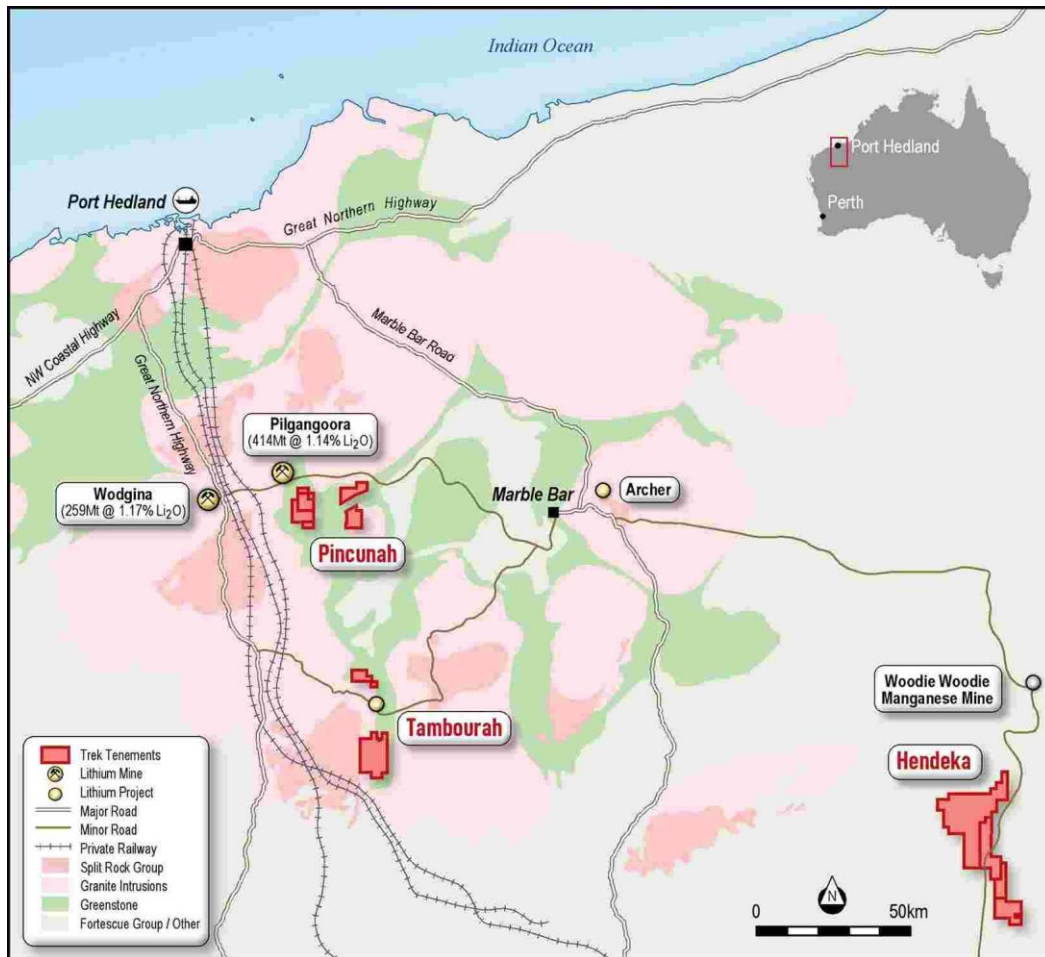 Indian Ocean
Port Hedland
Perth
Port Hedland
Great Northern Highway
NW Coastal Highway
Great Northern Highway
Marble Bar Road
Pilgangoora
(414Mt @ 1.14% Li₂O)
Wodgina
(259Mt @ 1.17% Li₂O)
Marble Bar
Archer
Pincunah
Woodie Woodie
Manganese Mine
Tambourah
Hendeka
Trek Tenements
Lithium Mine
Lithium Project
Major Road
Minor Road
Private Railway
Split Rock Group
Granite Intrusions
Greenstone
Fortescue Group / Other
N
0 50km